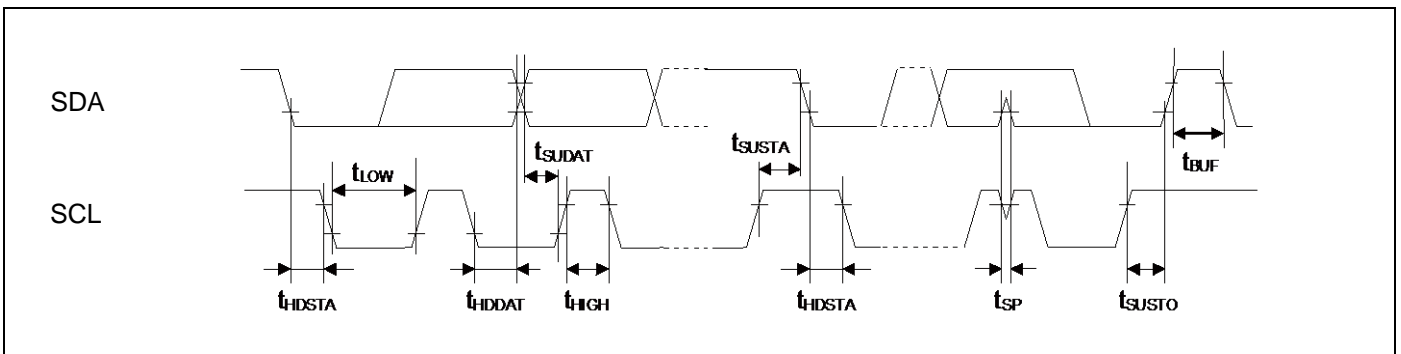 SDA
tSUDAT
tSUSTA
tLOW
tBUF
SCL
tHDSTA
tHDDAT
tHIGH
tHDSTA
tSP
tSUSTO